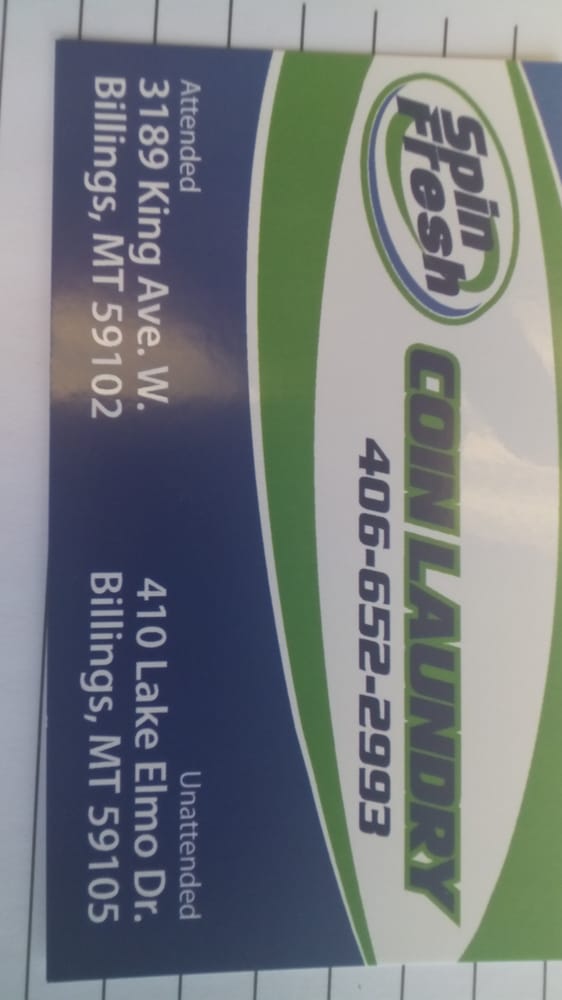 Spin
Fresh
COIN LAUNDRY
406-652-2993
Attended
3189 King Ave. W.
Billings, MT 59102
Unattended
410 Lake Elmo Dr.
Billings, MT 59105